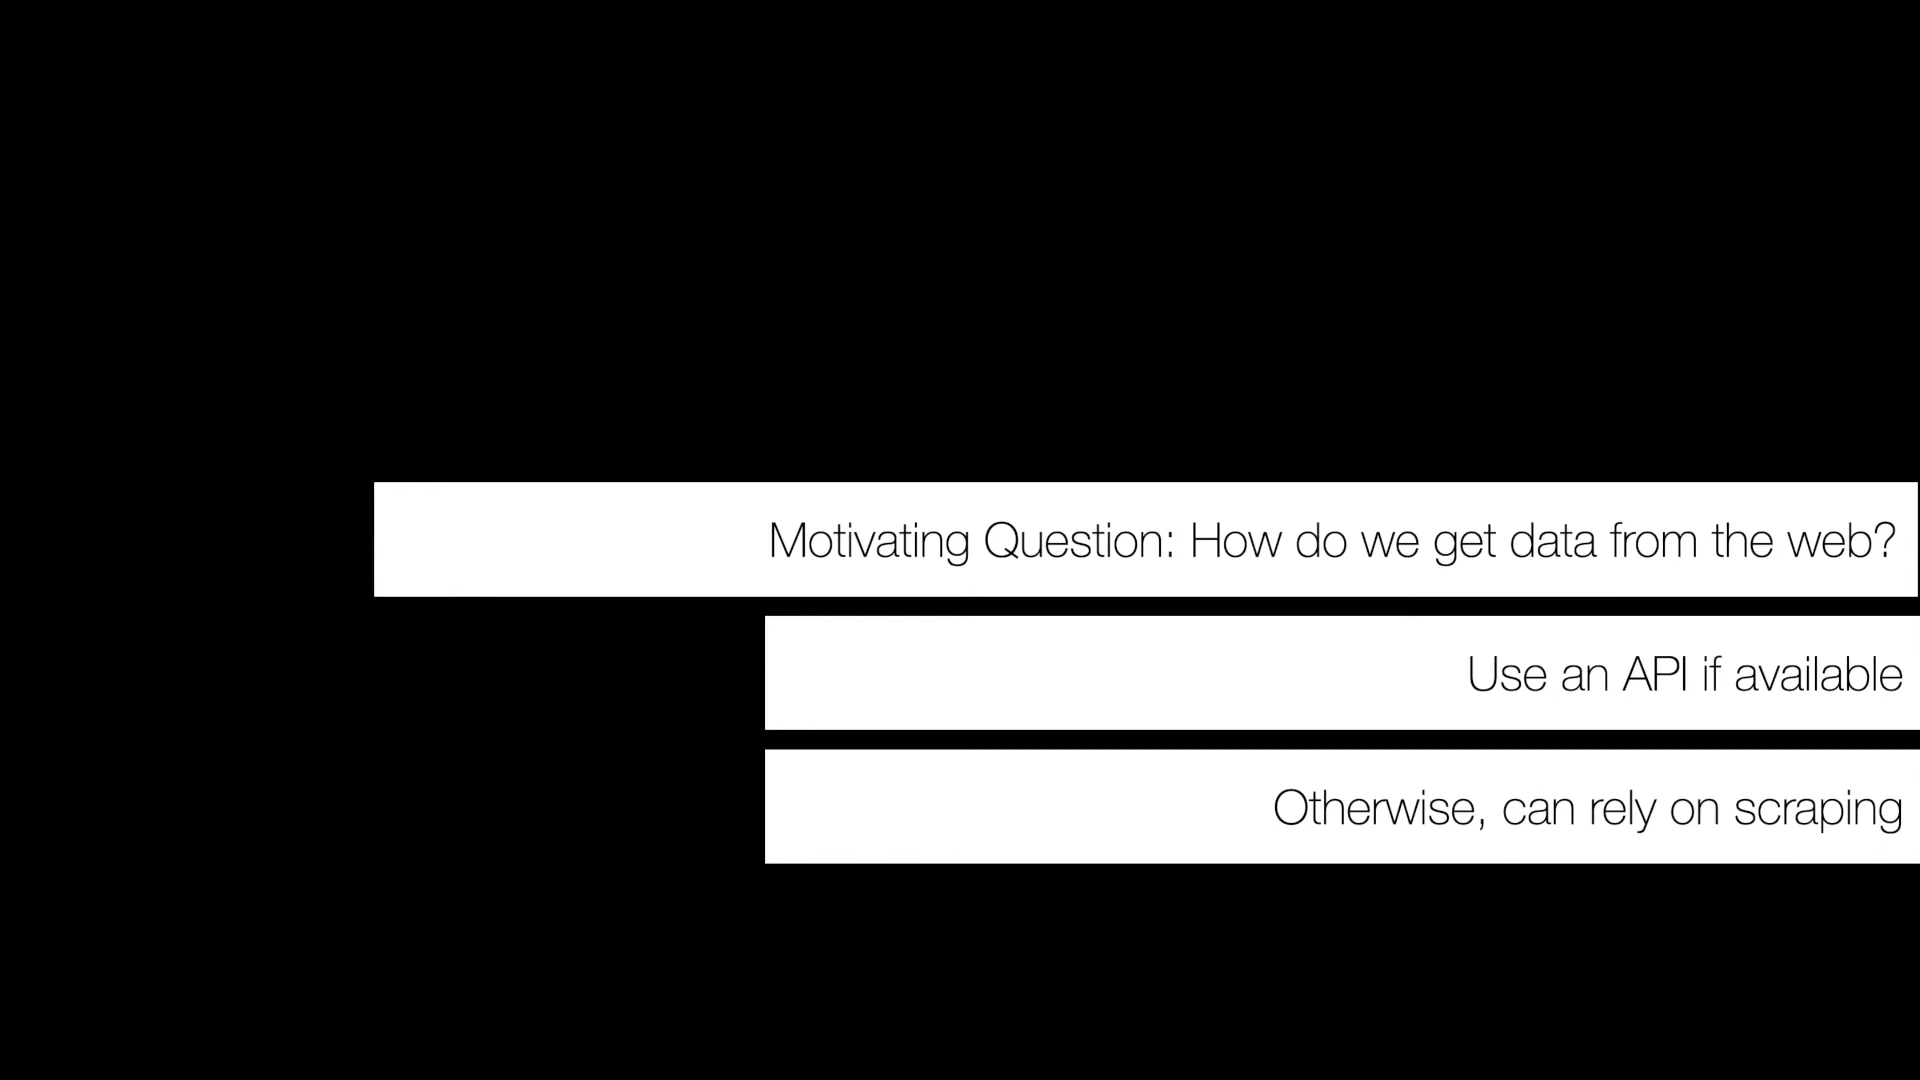 Motivating Question: How do we get data from the web?
Use an API if available
Otherwise, can rely on scraping